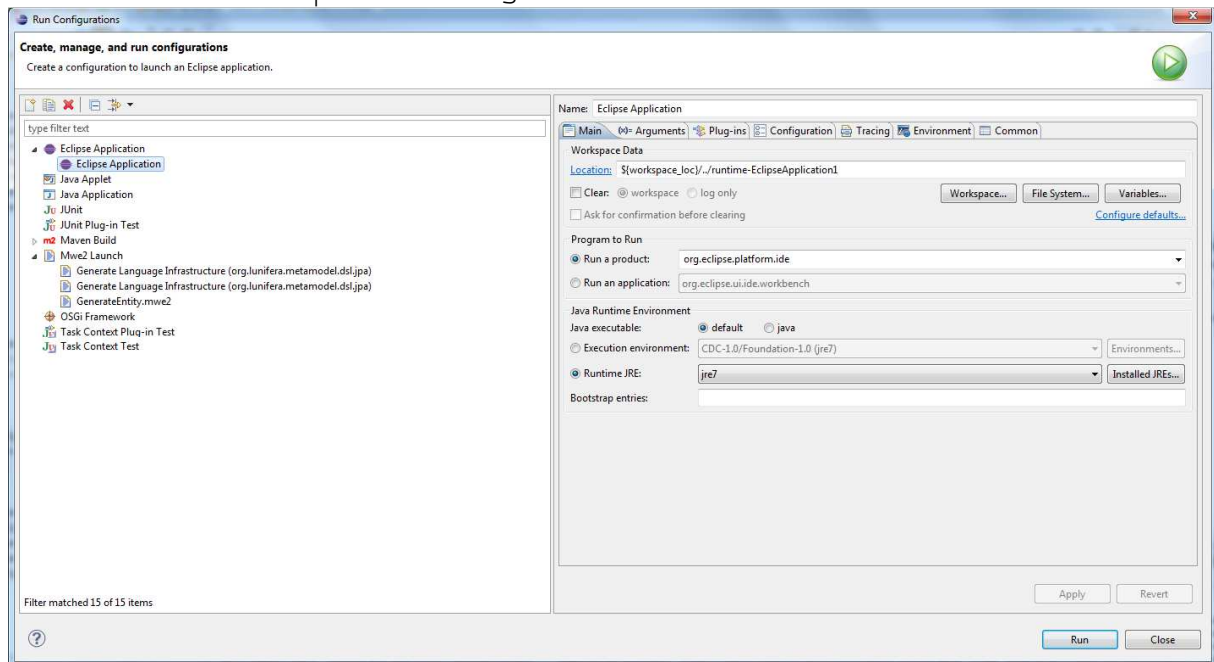 Run Configurations
Create, manage, and run configurations
Create a configuration to launch an Eclipse application.
type filter text
Eclipse Application
Eclipse Application
Java Applet
Java Application
JUnit
JUnit Plug-in Test
Maven Build
Mwe2 Launch
Generate Language Infrastructure (org.lunifera.metamodel.dsl.jpa)
Generate Language Infrastructure (org.lunifera.metamodel.dsl.jpa)
GenerateEntity.mwe2
OSGi Framework
Task Context Plug-in Test
Task Context Test
Filter matched 15 of 15 items
Name: Eclipse Application
Main Arguments Plug-ins Configuration Tracing Environment Common
Workspace Data
Location: ${workspace_loc}/../runtime-EclipseApplication1
Clear: workspace log only Workspace... File System... Variables...
Ask for confirmation before clearing Configure defaults...
Program to Run
Run a product: org.eclipse.platform.ide
Run an application: org.eclipse.ui.ide.workbench
Java Runtime Environment
Java executable: default java
Execution environment: CDC-1.0/Foundation-1.0 (jre7) Environments...
Runtime JRE: jre7 Installed JREs...
Bootstrap entries:
Apply Revert
Run Close